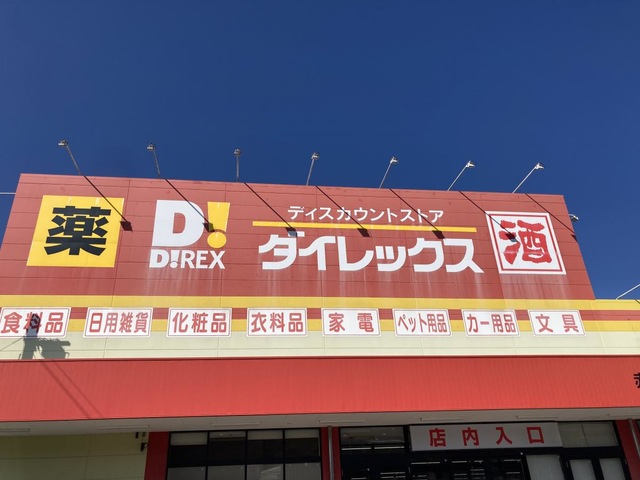 薬
D!
D!REX
ディスカウントストア
ダイレックス
酒
食料品
日用雑貨
化粧品
衣料品
家電
ペット用品
カー用品
文具
店内入口